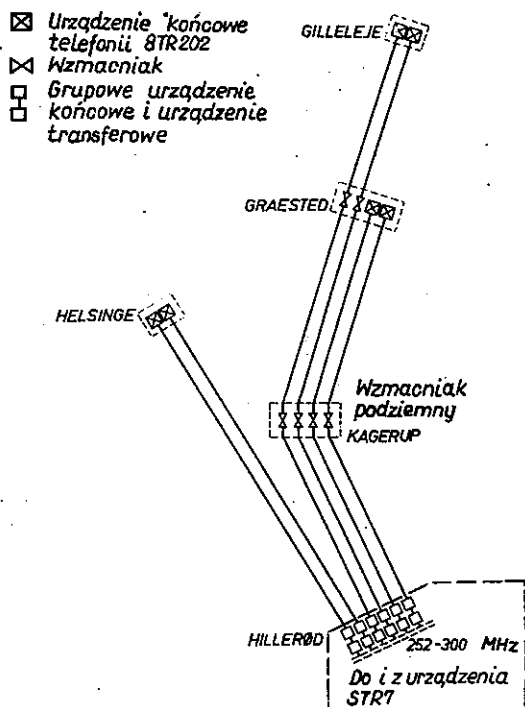 Urządzenie końcowe
telefonii 8TR202
Wzmacniak
Grupowe urządzenie
końcowe i urządzenie
transferowe
GILLELEJE
GRAESTED
HELSINGE
Wzmacniak
podziemny
KAGERUP
HILLERØD
252-300 MHz
Do i z urządzenia
STR7